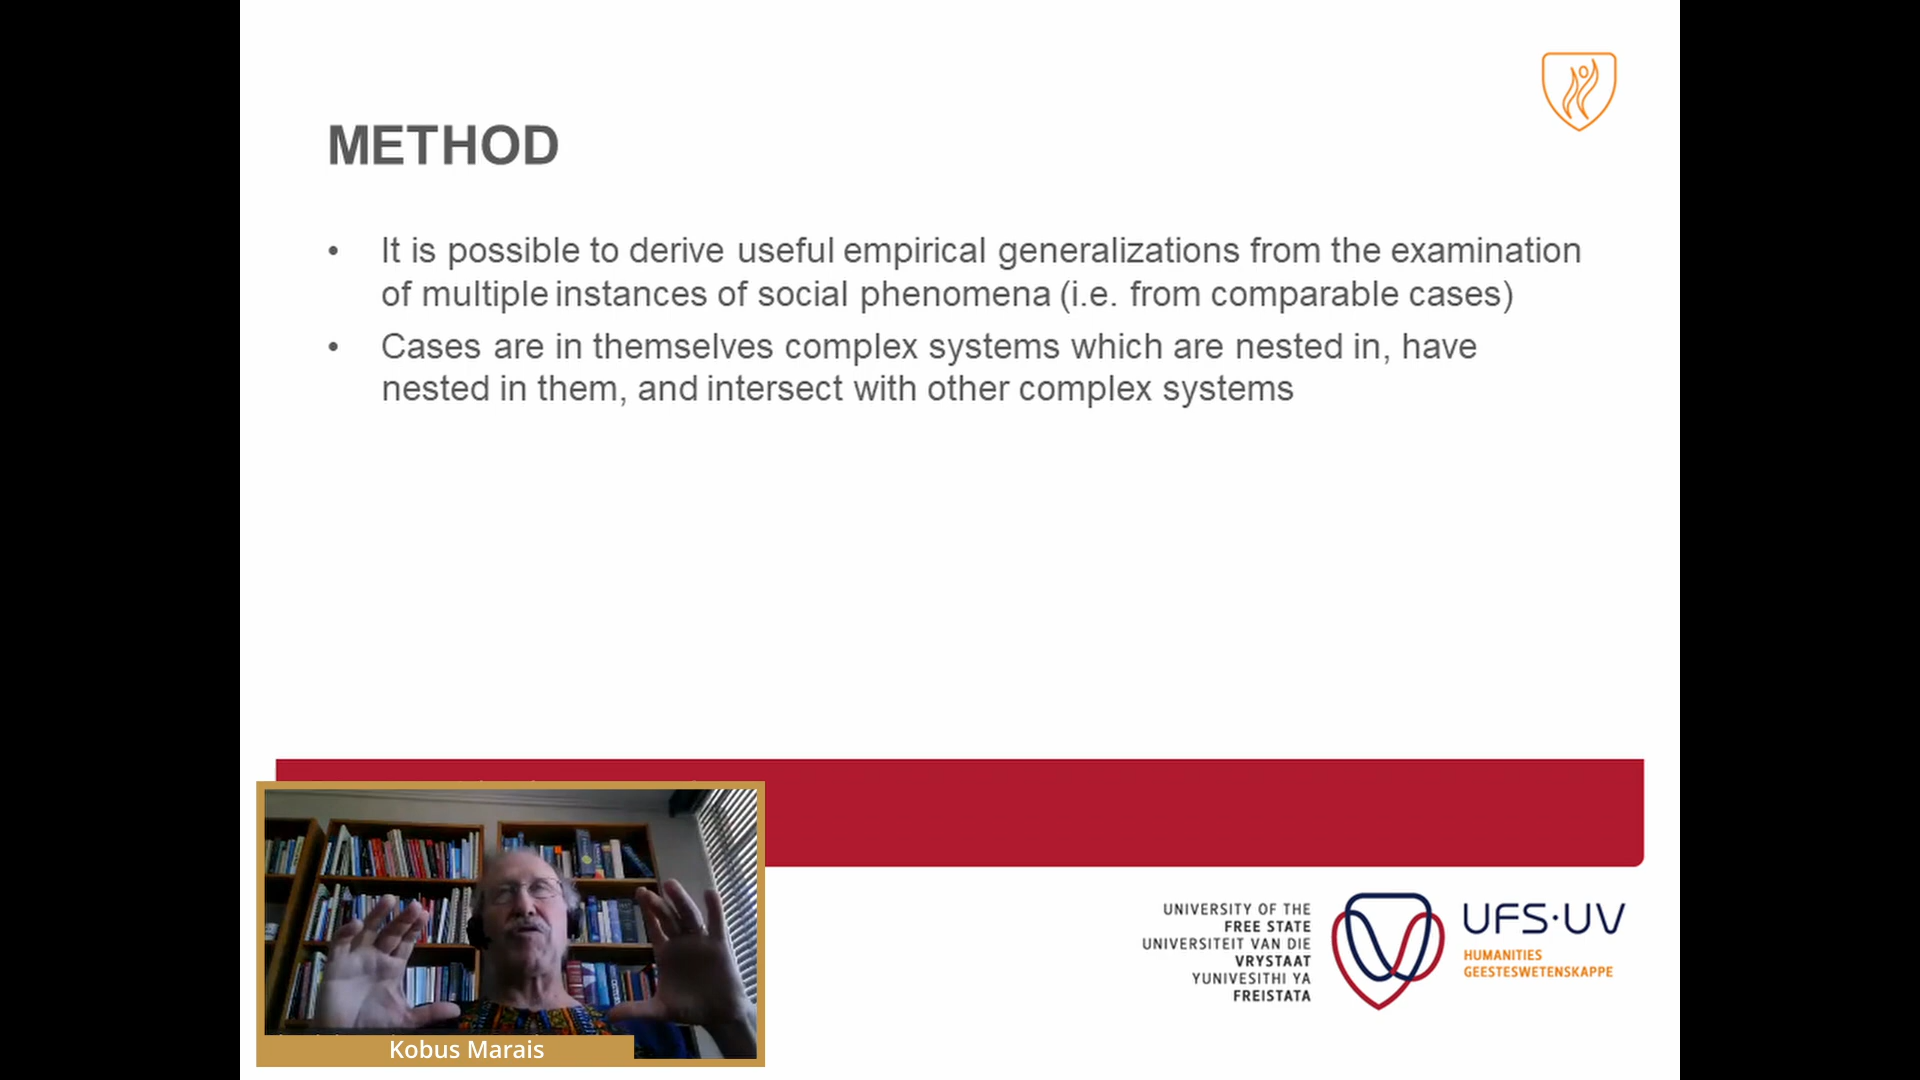 METHOD
• It is possible to derive useful empirical generalizations from the examination
of multiple instances of social phenomena (i.e. from comparable cases)
• Cases are in themselves complex systems which are nested in, have
nested in them, and intersect with other complex systems
UNIVERSITY OF THE
FREE STATE
UNIVERSITEIT VAN DIE
VRYSTAAT
YUNIVESITHI YA
FREISTATA
UFS·UV
HUMANITIES
GEESTESWETENSKAPPE
Kobus Marais